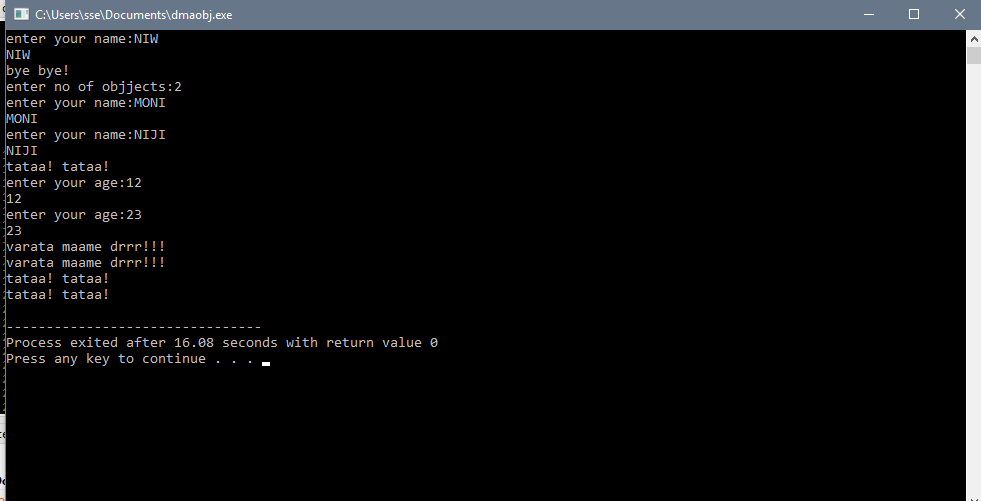 C:\Users\sse\Documents\dmaobj.exe
enter your name:NIW
NIW
bye bye!
enter no of objjects:2
enter your name:MONI
MONI
enter your name:NIJI
NIJI
tataa! tataa!
enter your age:12
12
enter your age:23
23
varata maame drrr!!!
varata maame drrr!!!
tataa! tataa!
tataa! tataa!
--------------------------------
Process exited after 16.08 seconds with return value 0
Press any key to continue . . .